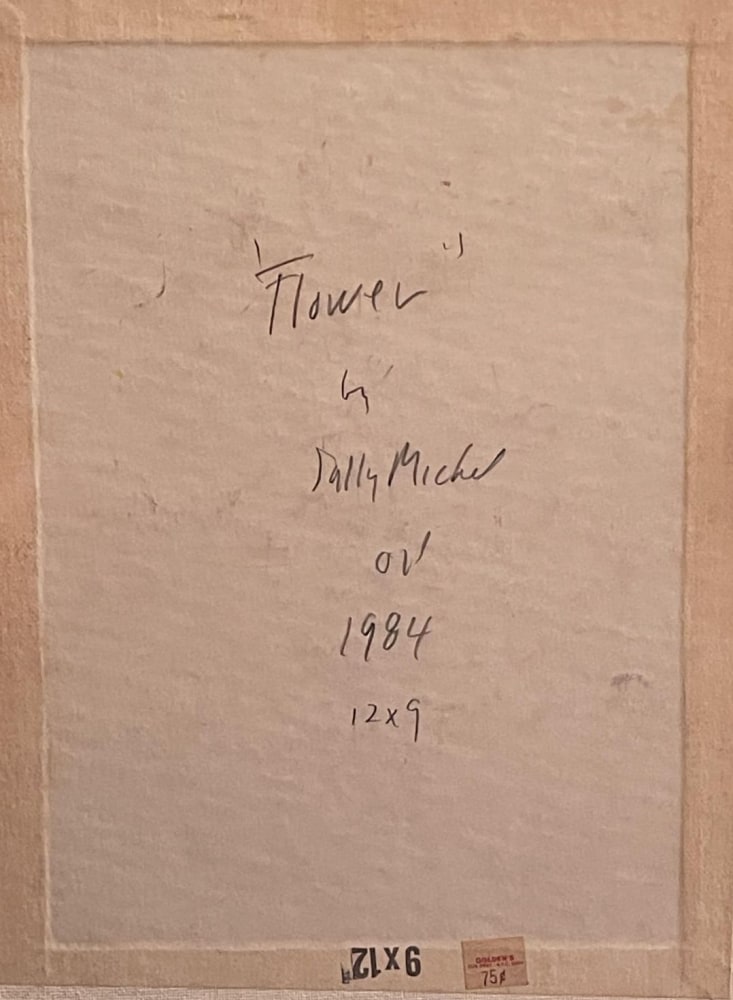 "Flower"
by
Sally Michel
oil
1984
12x9
9X12
GOLDEN'S
75¢